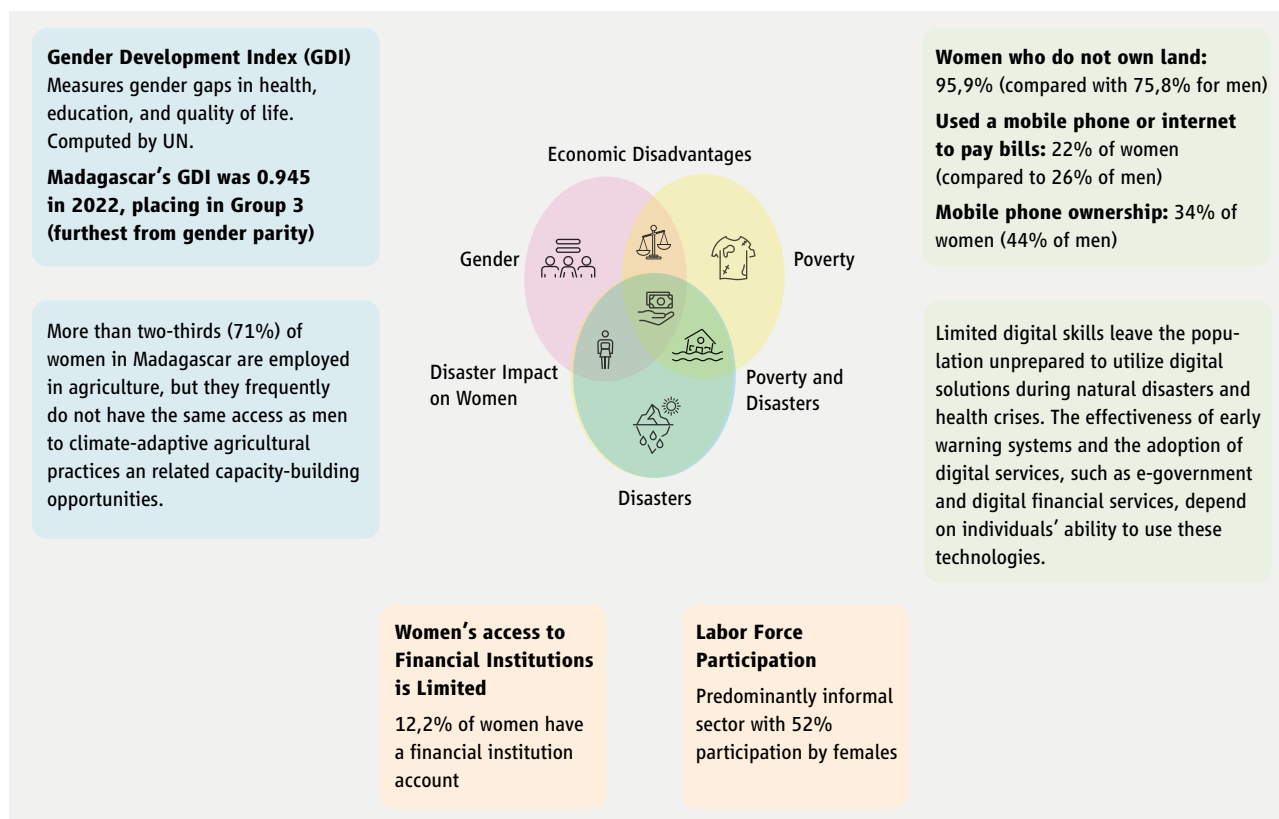 Gender Development Index (GDI)
Measures gender gaps in health,
education, and quality of life.
Computed by UN.
Madagascar’s GDI was 0.945
in 2022, placing in Group 3
(furthest from gender parity)
More than two-thirds (71%) of
women in Madagascar are employed
in agriculture, but they frequently
do not have the same access as men
to climate-adaptive agricultural
practices an related capacity-building
opportunities.
Economic Disadvantages
Gender
Poverty
Disaster Impact
on Women
Poverty and
Disasters
Disasters
Women who do not own land:
95,9% (compared with 75,8% for men)
Used a mobile phone or internet
to pay bills: 22% of women
(compared to 26% of men)
Mobile phone ownership: 34% of
women (44% of men)
Limited digital skills leave the popu-
lation unprepared to utilize digital
solutions during natural disasters and
health crises. The effectiveness of early
warning systems and the adoption of
digital services, such as e-government
and digital financial services, depend
on individuals’ ability to use these
technologies.
Women’s access to
Financial Institutions
is Limited
12,2% of women have
a financial institution
account
Labor Force
Participation
Predominantly informal
sector with 52%
participation by females